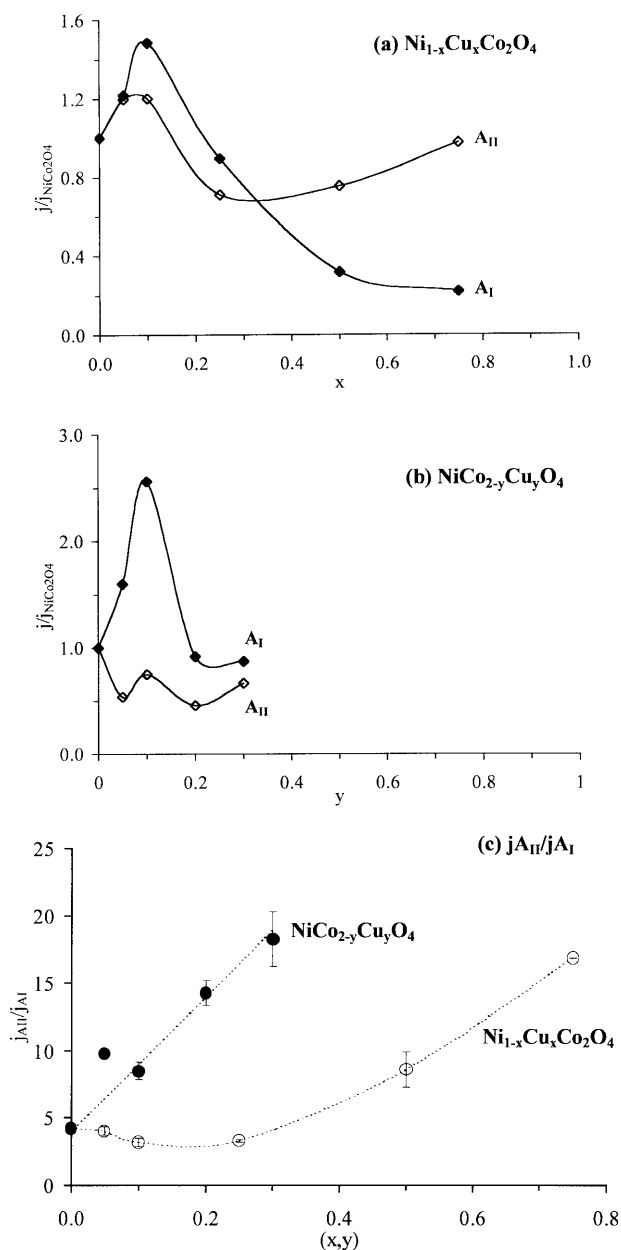 (a) Ni1-xCuxCo2O4
1.6
1.2
0.8
0.4
0.0
j/jNiCo2O4
AII
AI
0.0 0.2 0.4 0.6 0.8 1.0
x
(b) NiCo2-yCuyO4
3.0
2.0
1.0
0.0
j/jNiCo2O4
AI
AII
0 0.2 0.4 0.6 0.8 1
y
(c) jAII/jAI
25
20
15
10
5
0
jAII/jAI
NiCo2-yCuyO4
Ni1-xCuxCo2O4
0.0 0.2 0.4 0.6 0.8
(x,y)